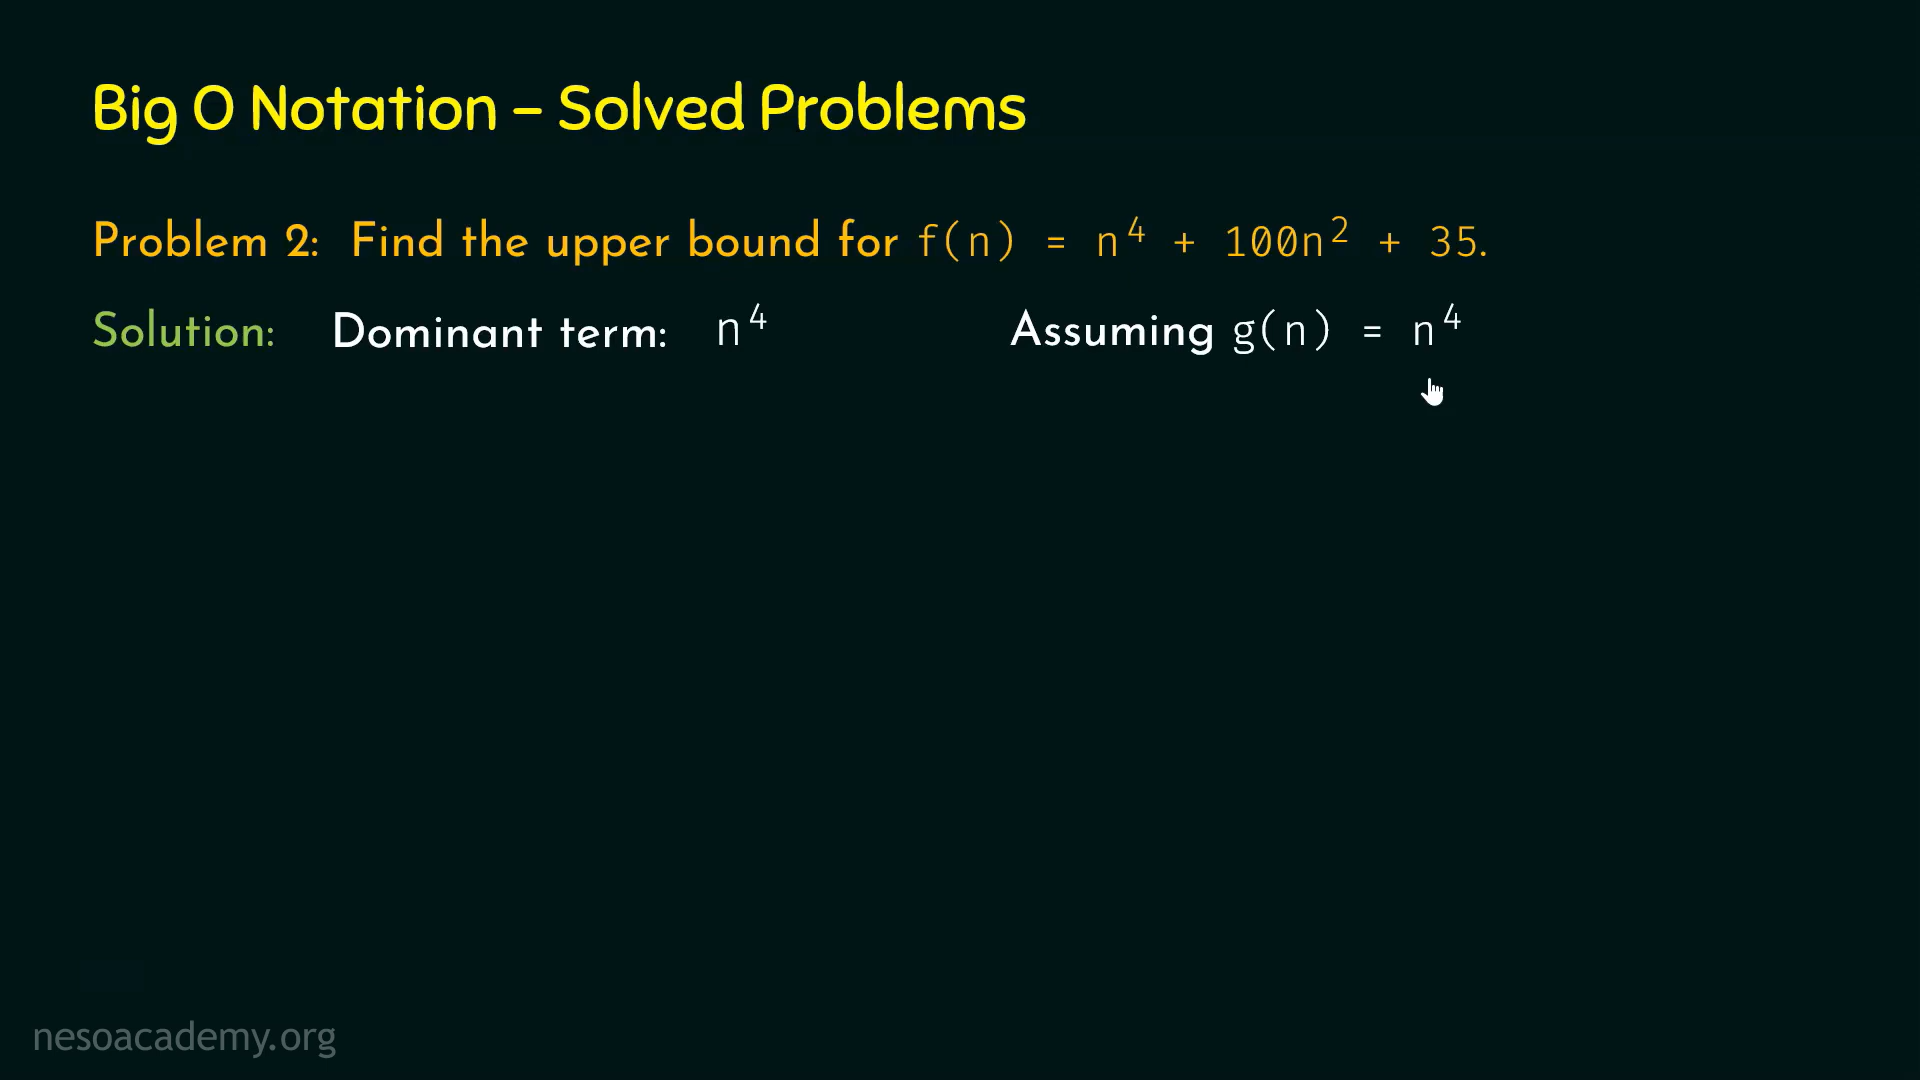 Big O Notation – Solved Problems
Problem 2: Find the upper bound for f(n) = n⁴ + 100n² + 35.
Solution: Dominant term: n⁴ Assuming g(n) = n⁴
nesoacademy.org